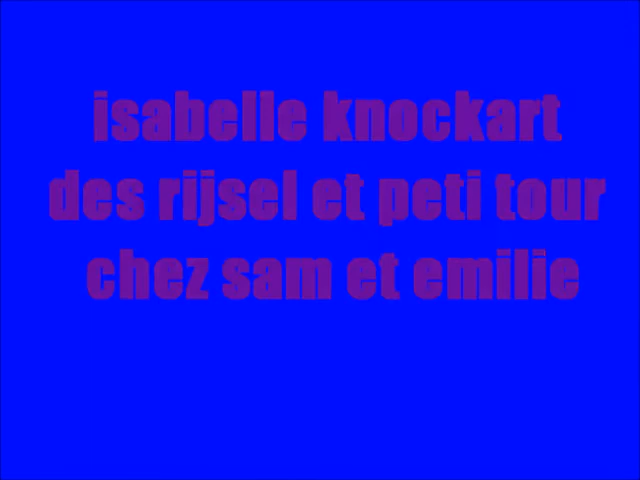 isabelle knockart
des rijsel et peti tour
chez sam et emilie